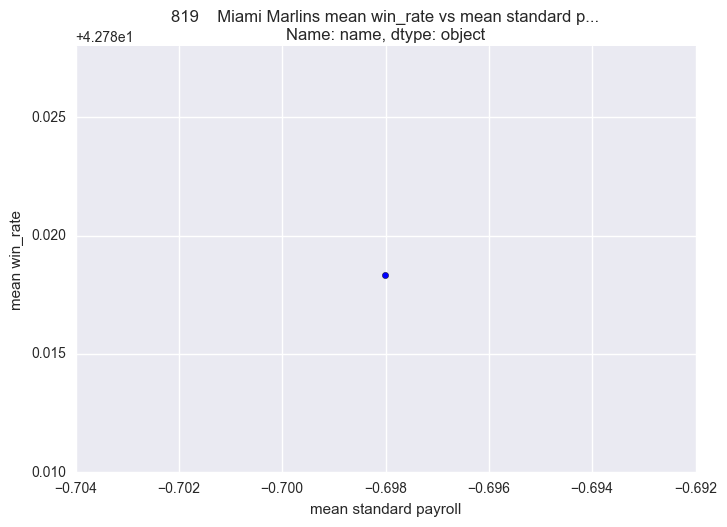 819    Miami Marlins mean win_rate vs mean standard p...
Name: name, dtype: object
+4.278e1
0.025
0.020
0.015
0.010
mean win_rate
−0.704 −0.702 −0.700 −0.698 −0.696 −0.694 −0.692
mean standard payroll